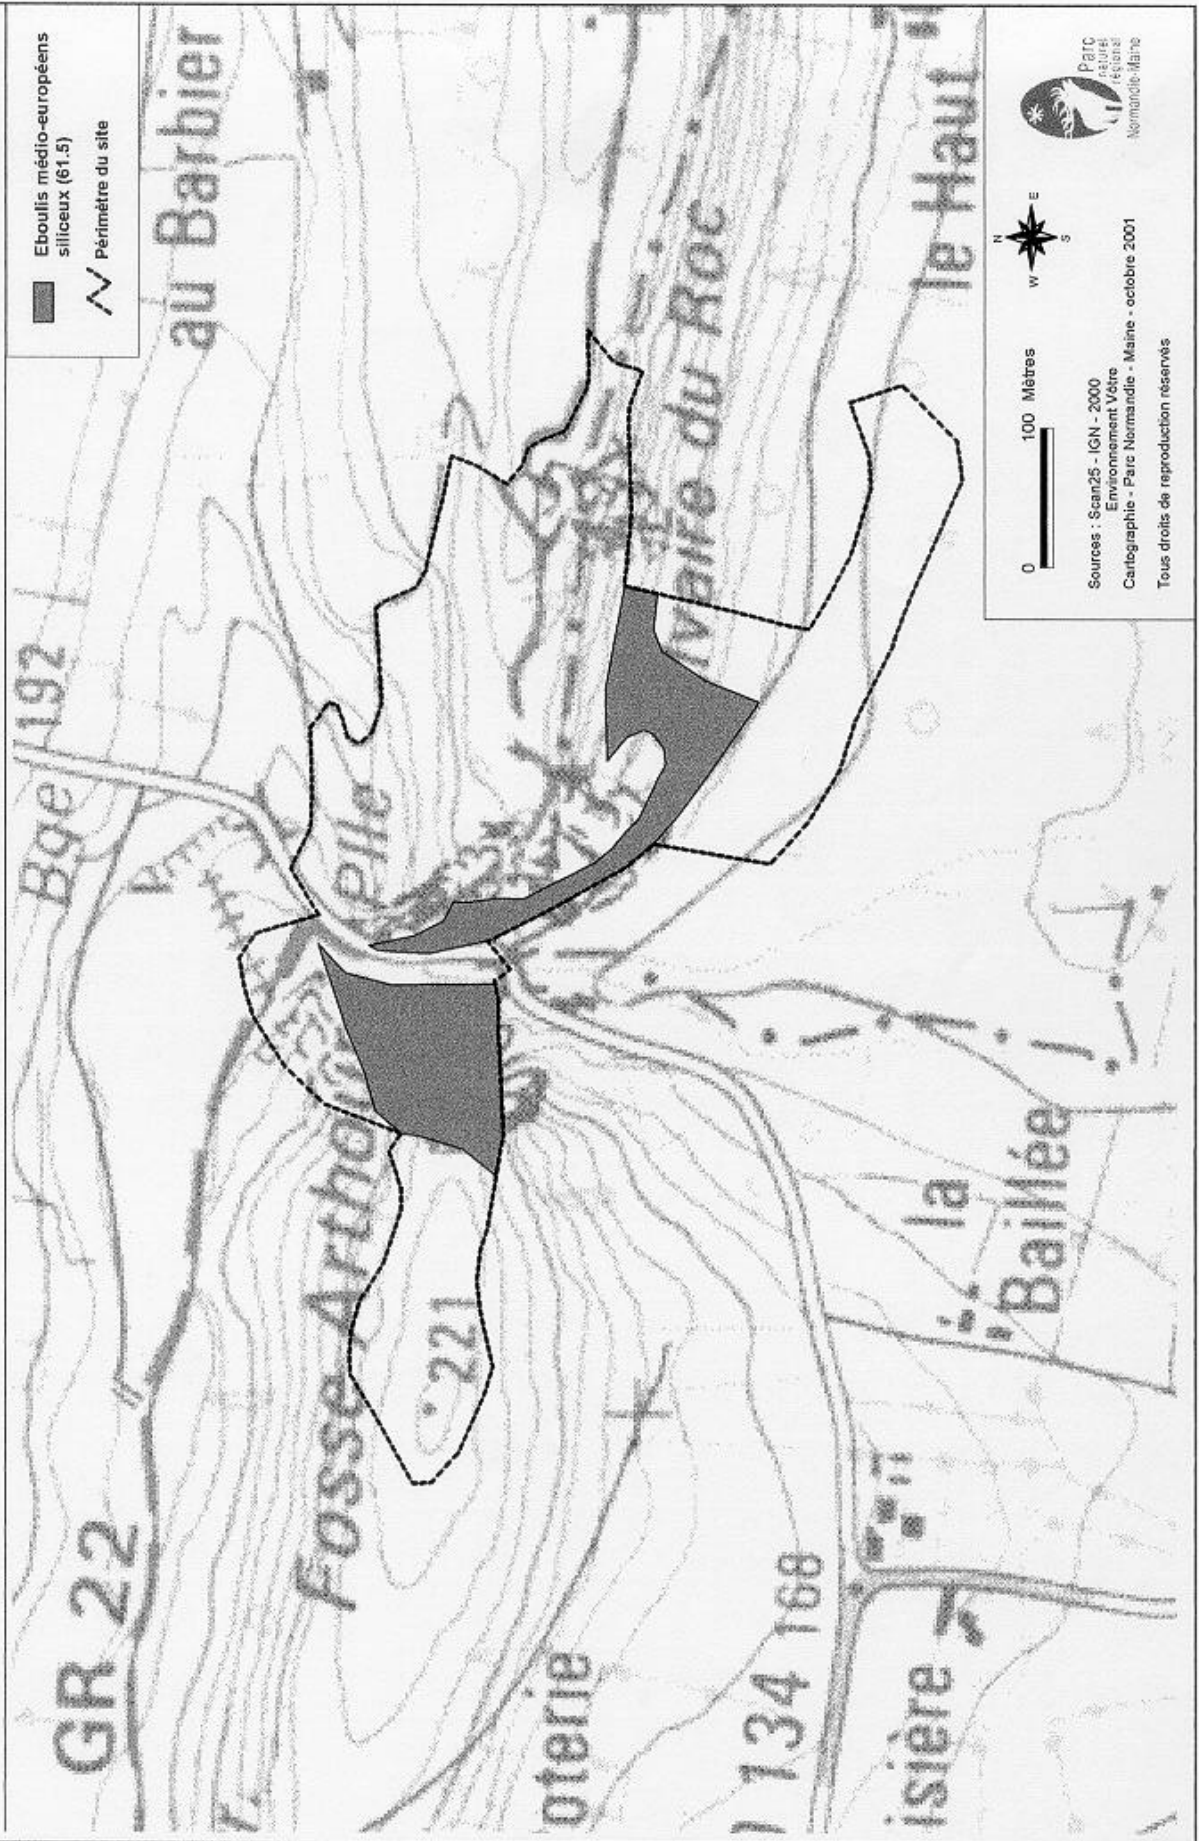 Eboulis médio-européens
siliceux (61.5)
Périmètre du site
au Barbier
192
Bge
GR 22
Fosse Arthour
Pile
221
du Roc
le Haut
la
Baillée
oterie
134
168
isière
N
W
E
S
0
100 Mètres
Sources : Scan25 - IGN - 2000
Environnement Vôtre
Cartographie - Parc Normandie - Maine - octobre 2001
Tous droits de reproduction réservés
Parc
naturel
régional
Normandie-Maine